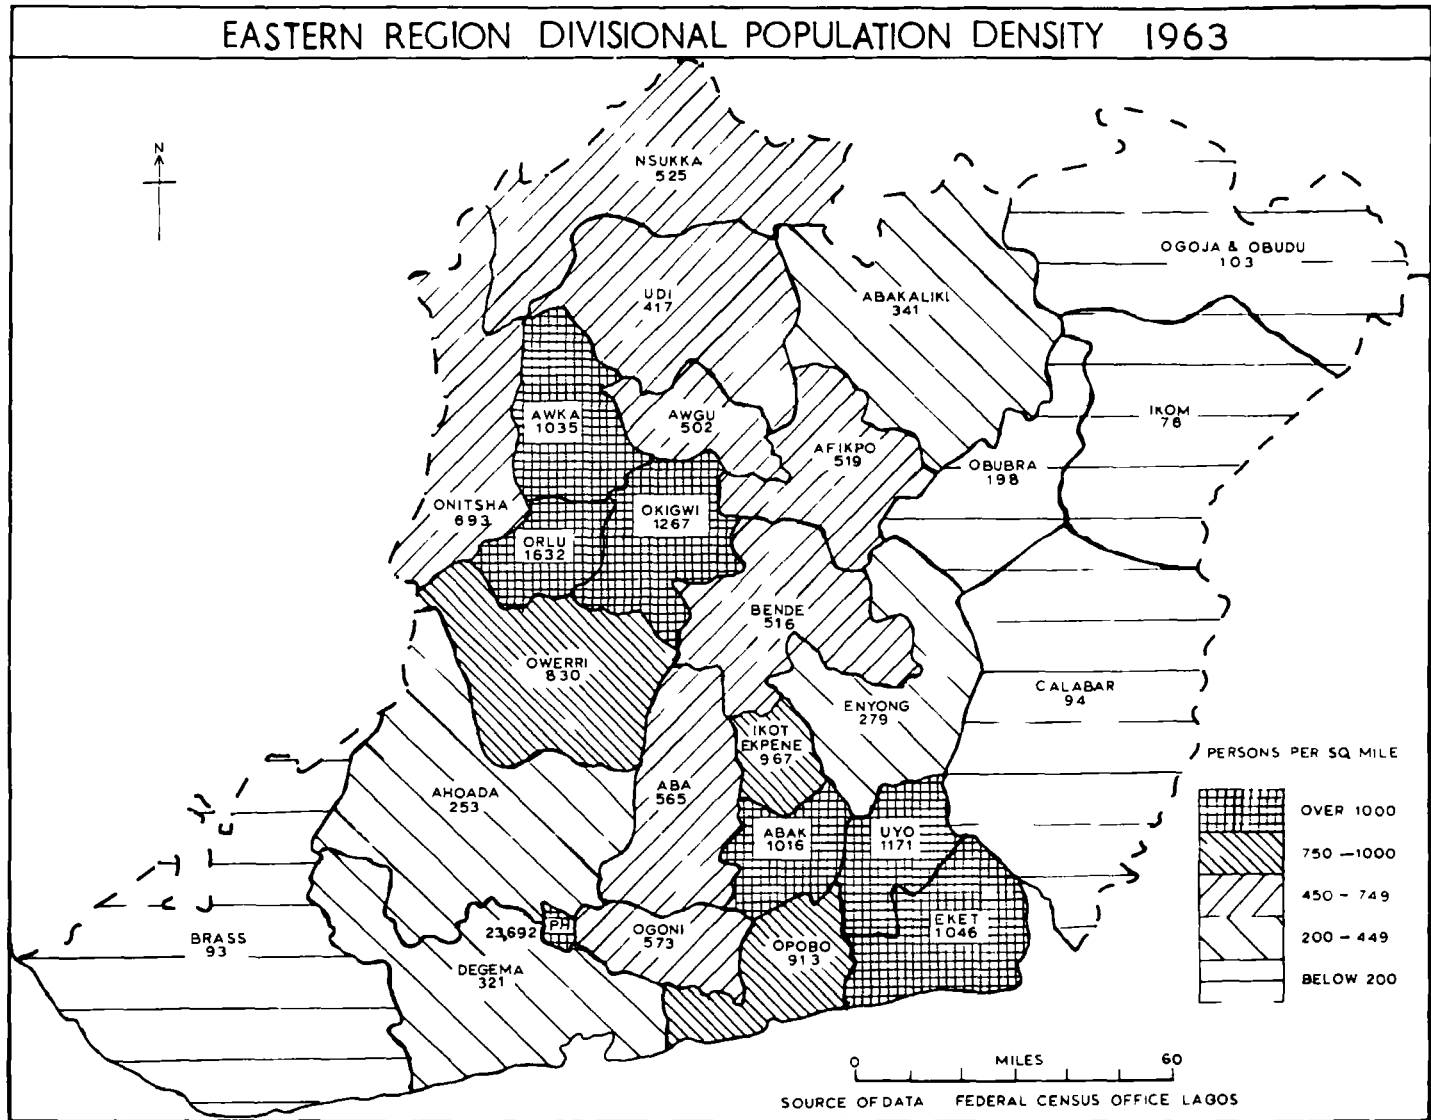 EASTERN REGION DIVISIONAL POPULATION DENSITY 1963
N
NSUKKA
525
OGOJA & OBUDU
103
UDI
417
ABAKALIKI
341
AWKA
1035
AWGU
502
IKOM
78
AFIKPO
519
OBUBRA
198
ONITSHA
693
OKIGWI
1267
ORLU
1632
BENDE
516
OWERRI
830
CALABAR
94
ENYONG
279
IKOT
EKPENE
967
AHOADA
253
ABA
565
ABAK
1016
UYO
1171
BRASS
93
23,692
PH
OGONI
573
OPOBO
913
EKET
1046
DEGEMA
321
PERSONS PER SQ MILE
OVER 1000
750 - 1000
450 - 749
200 - 449
BELOW 200
0 MILES 60
SOURCE OF DATA FEDERAL CENSUS OFFICE LAGOS